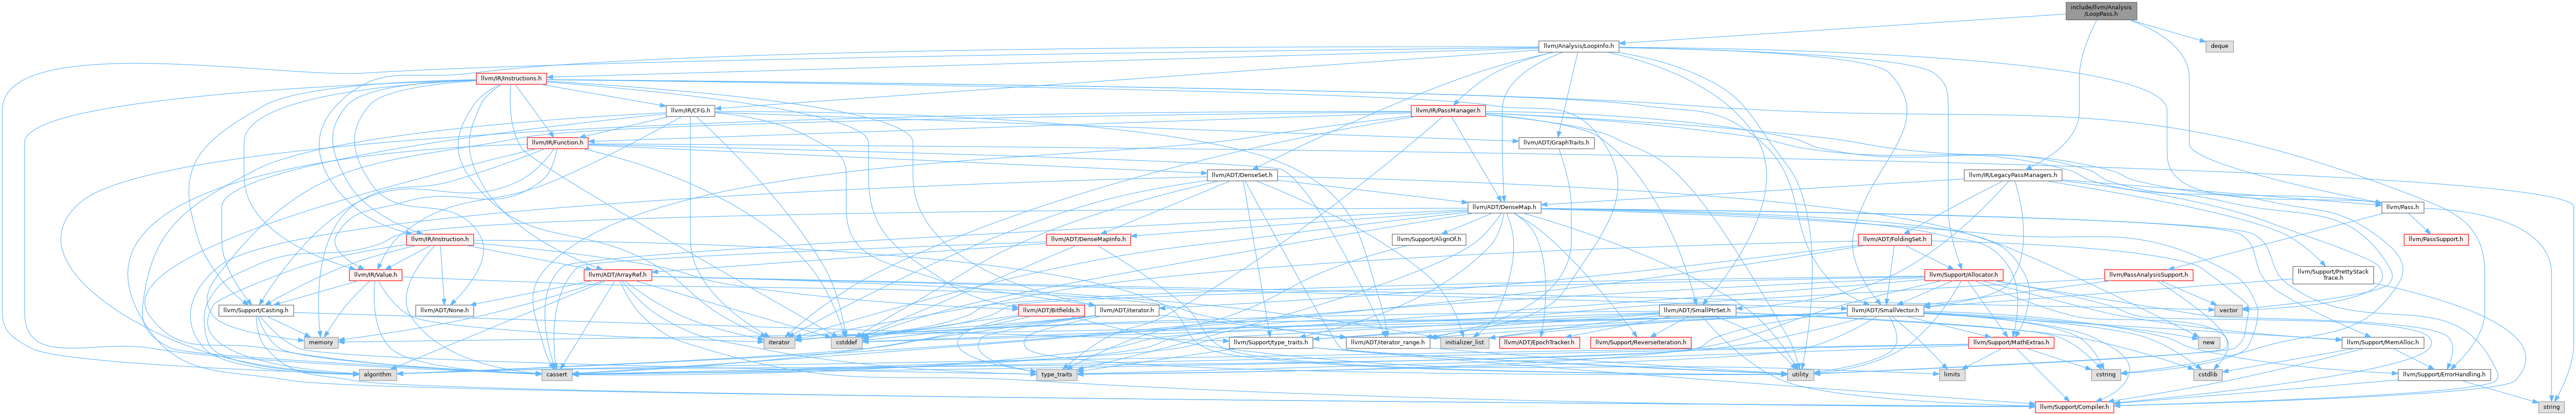 include/llvm/Analysis
/LoopPass.h
llvm/Analysis/LoopInfo.h
deque
llvm/IR/Instructions.h
llvm/IR/CFG.h
llvm/IR/PassManager.h
llvm/IR/Function.h
llvm/ADT/GraphTraits.h
llvm/ADT/DenseSet.h
llvm/IR/LegacyPassManagers.h
llvm/ADT/DenseMap.h
llvm/Pass.h
llvm/IR/Instruction.h
llvm/ADT/DenseMapInfo.h
llvm/Support/AlignOf.h
llvm/ADT/FoldingSet.h
llvm/PassSupport.h
llvm/IR/Value.h
llvm/ADT/ArrayRef.h
llvm/Support/Allocator.h
llvm/PassAnalysisSupport.h
llvm/Support/PrettyStack
Trace.h
llvm/Support/Casting.h
llvm/ADT/None.h
llvm/ADT/Bitfields.h
llvm/ADT/iterator.h
llvm/ADT/SmallPtrSet.h
llvm/ADT/SmallVector.h
vector
memory
iterator
cstddef
llvm/Support/type_traits.h
llvm/ADT/iterator_range.h
initializer_list
llvm/ADT/EpochTracker.h
llvm/Support/ReverseIteration.h
llvm/Support/MathExtras.h
new
llvm/Support/MemAlloc.h
algorithm
cassert
type_traits
utility
limits
cstring
cstdlib
llvm/Support/ErrorHandling.h
llvm/Support/Compiler.h
string